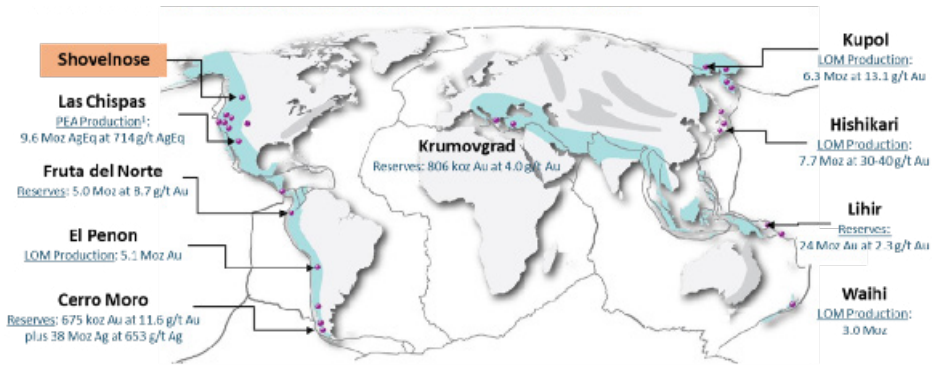 Shovelnose
Las Chispas
PEA Production¹:
9.6 Moz AgEq at 714 g/t AgEq
Fruta del Norte
Reserves: 5.0 Moz at 8.7 g/t Au
El Penon
LOM Production: 5.1 Moz Au
Cerro Moro
Reserves: 675 koz Au at 11.6 g/t Au
plus 38 Moz Ag at 653 g/t Ag
Krumovgrad
Reserves: 806 koz Au at 4.0 g/t Au
Kupol
LOM Production:
6.3 Moz at 13.1 g/t Au
Hishikari
LOM Production:
7.7 Moz at 30-40 g/t Au
Lihir
Reserves:
24 Moz Au at 2.3 g/t Au
Waihi
LOM Production:
3.0 Moz